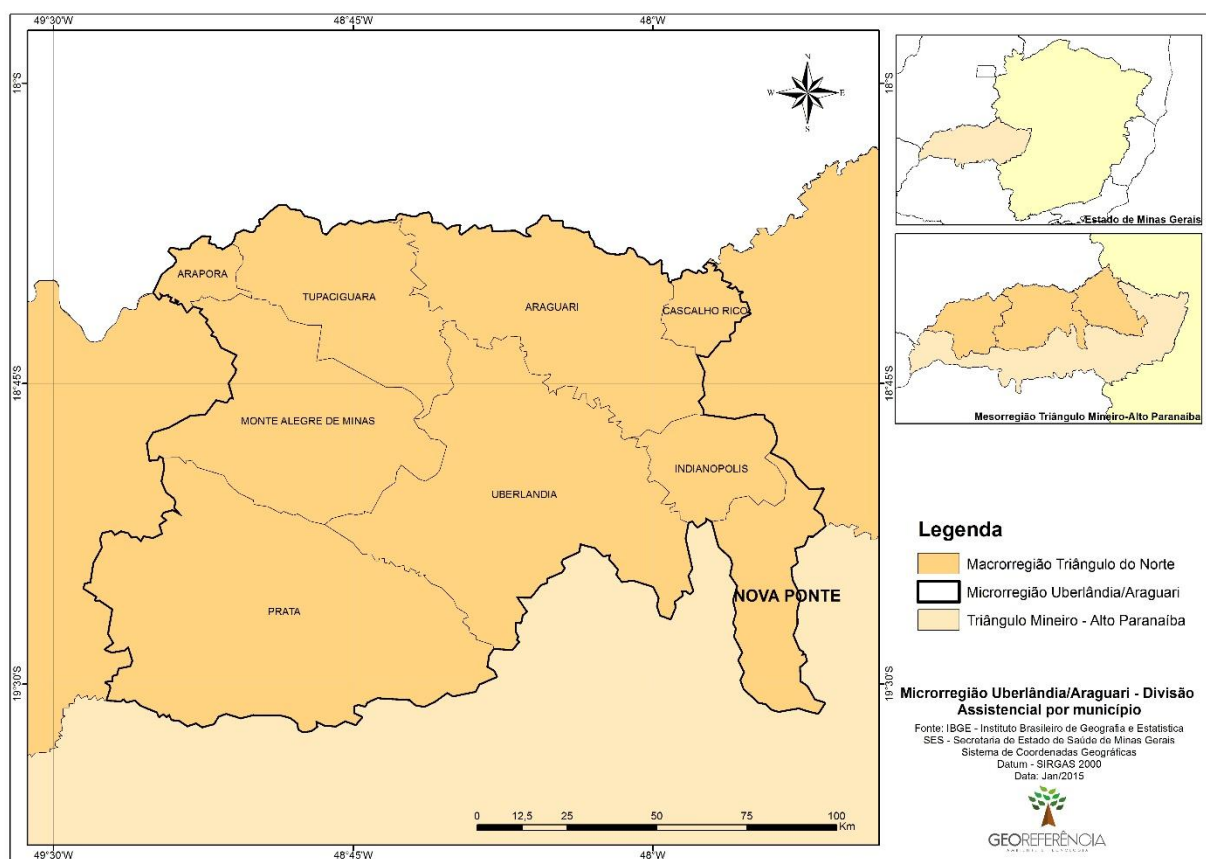 49°30'W
48°45'W
48°W
18°S
18°S
N
W
E
S
ARAPORA
TUPACIGUARA
ARAGUARI
CASCALHO RICO
18°45'S
18°45'S
MONTE ALEGRE DE MINAS
INDIANOPOLIS
UBERLANDIA
PRATA
NOVA PONTE
19°30'S
19°30'S
0
12,5
25
50
75
100
Km
49°30'W
48°45'W
48°W
Estado de Minas Gerais
Mesorregião Triângulo Mineiro-Alto Paranaiba
Legenda
Macrorregião Triângulo do Norte
Microrregião Uberlândia/Araguari
Triângulo Mineiro - Alto Paranaíba
Microrregião Uberlândia/Araguari - Divisão
Assistencial por município
Fonte: IBGE - Instituto Brasileiro de Geografia e Estatistica
SES - Secretaria de Estado de Saúde de Minas Gerais
Sistema de Coordenadas Geográficas
Datum - SIRGAS 2000
Data: Jan/2015
GEOREFERÊNCIA